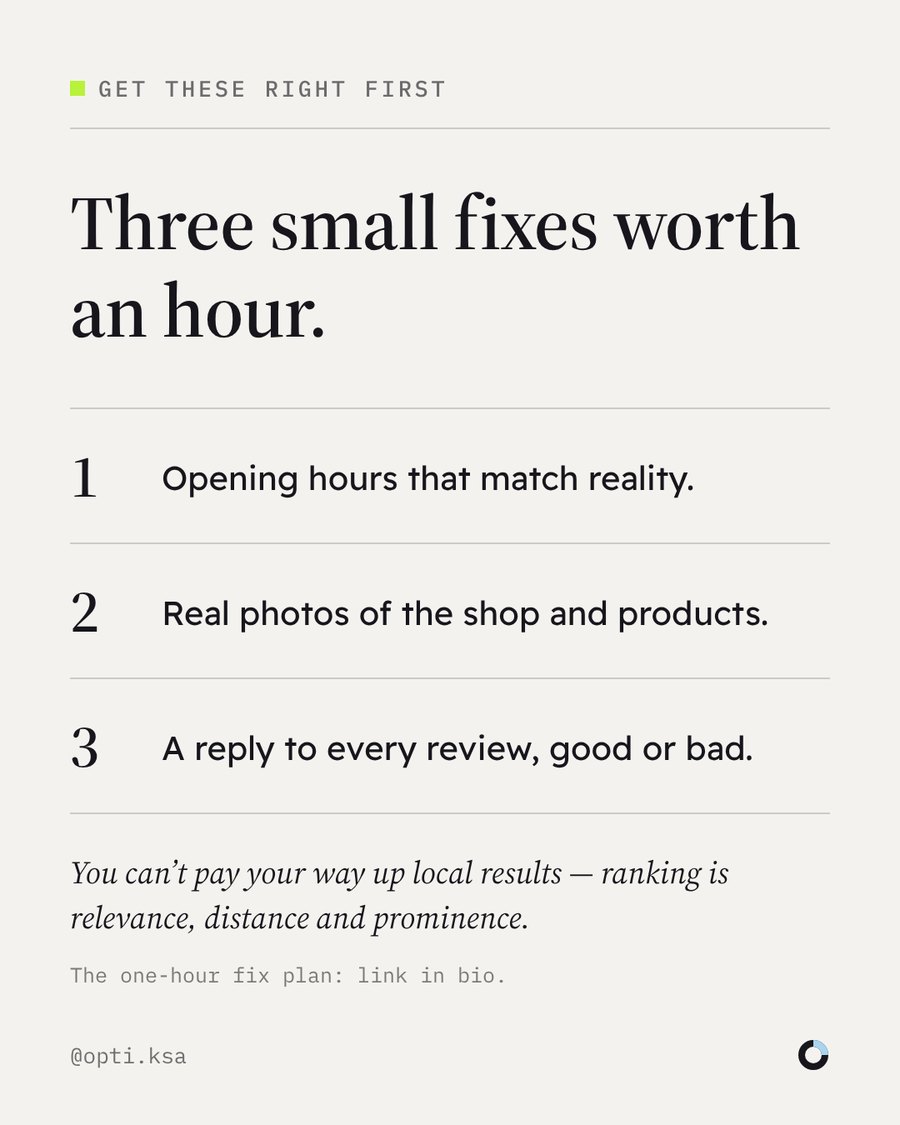 GET THESE RIGHT FIRST
Three small fixes worth
an hour.
1 Opening hours that match reality.
2 Real photos of the shop and products.
3 A reply to every review, good or bad.
You can’t pay your way up local results — ranking is
relevance, distance and prominence.
The one-hour fix plan: link in bio.
@opti.ksa